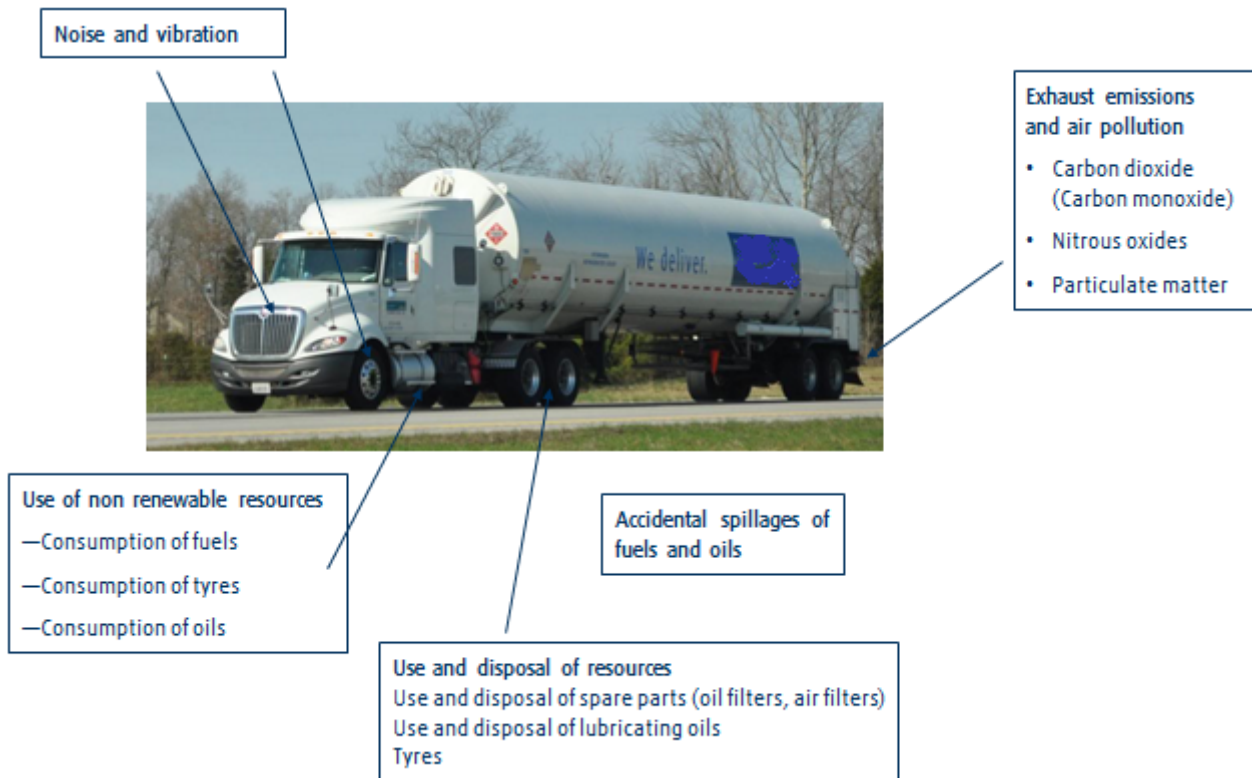 Noise and vibration
Exhaust emissions
and air pollution
• Carbon dioxide
(Carbon monoxide)
• Nitrous oxides
• Particulate matter
We deliver.
Use of non renewable resources
—Consumption of fuels
—Consumption of tyres
—Consumption of oils
Accidental spillages of
fuels and oils
Use and disposal of resources
Use and disposal of spare parts (oil filters, air filters)
Use and disposal of lubricating oils
Tyres